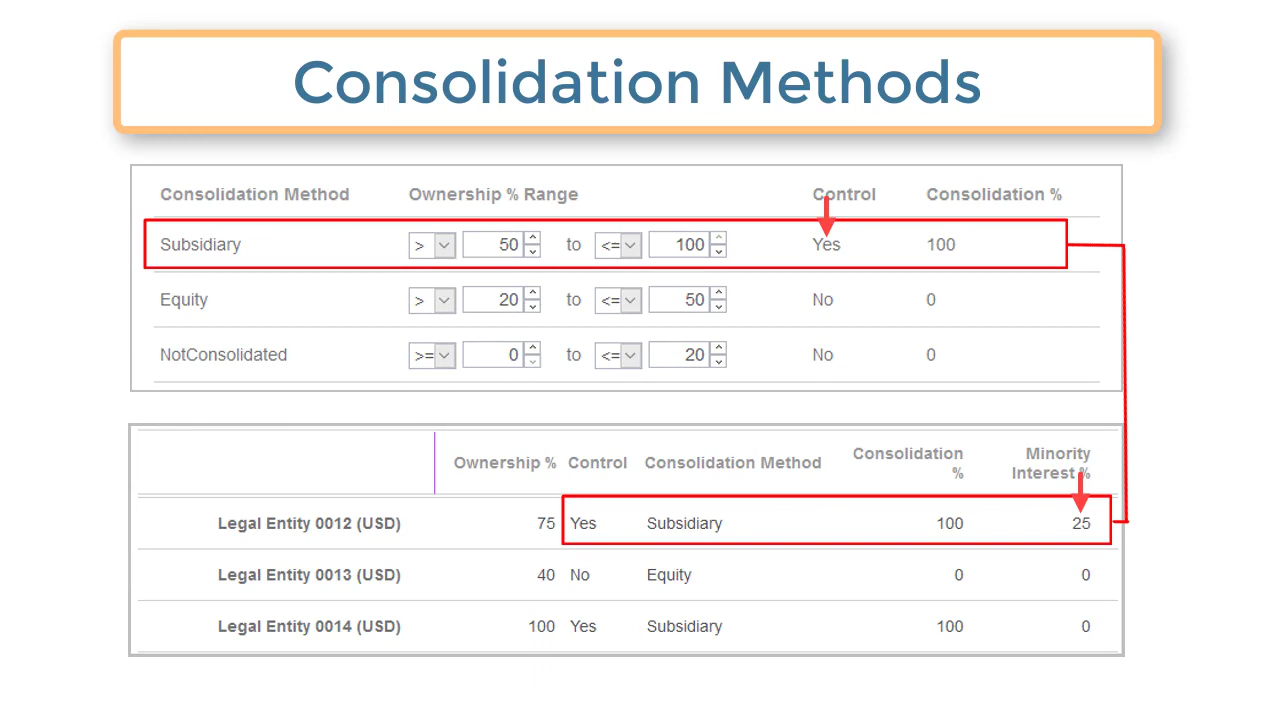 Consolidation Methods
Consolidation Method Ownership % Range Control Consolidation %
Subsidiary > 50 to <= 100 Yes 100
Equity > 20 to <= 50 No 0
NotConsolidated >= 0 to <= 20 No 0
Ownership % Control Consolidation Method Consolidation % Minority Interest %
Legal Entity 0012 (USD) 75 Yes Subsidiary 100 25
Legal Entity 0013 (USD) 40 No Equity 0 0
Legal Entity 0014 (USD) 100 Yes Subsidiary 100 0